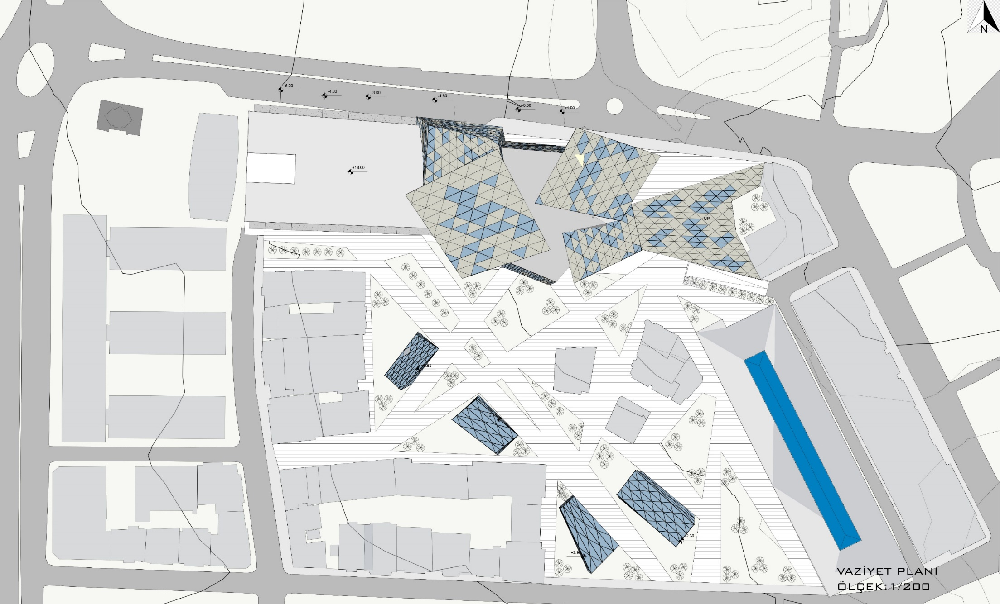 N
-5.00
-4.00
-3.00
-1.50
+0.06
+1.00
+18.00
UP
+2.30
VAZİYET PLANI
ÖLÇEK:1/200